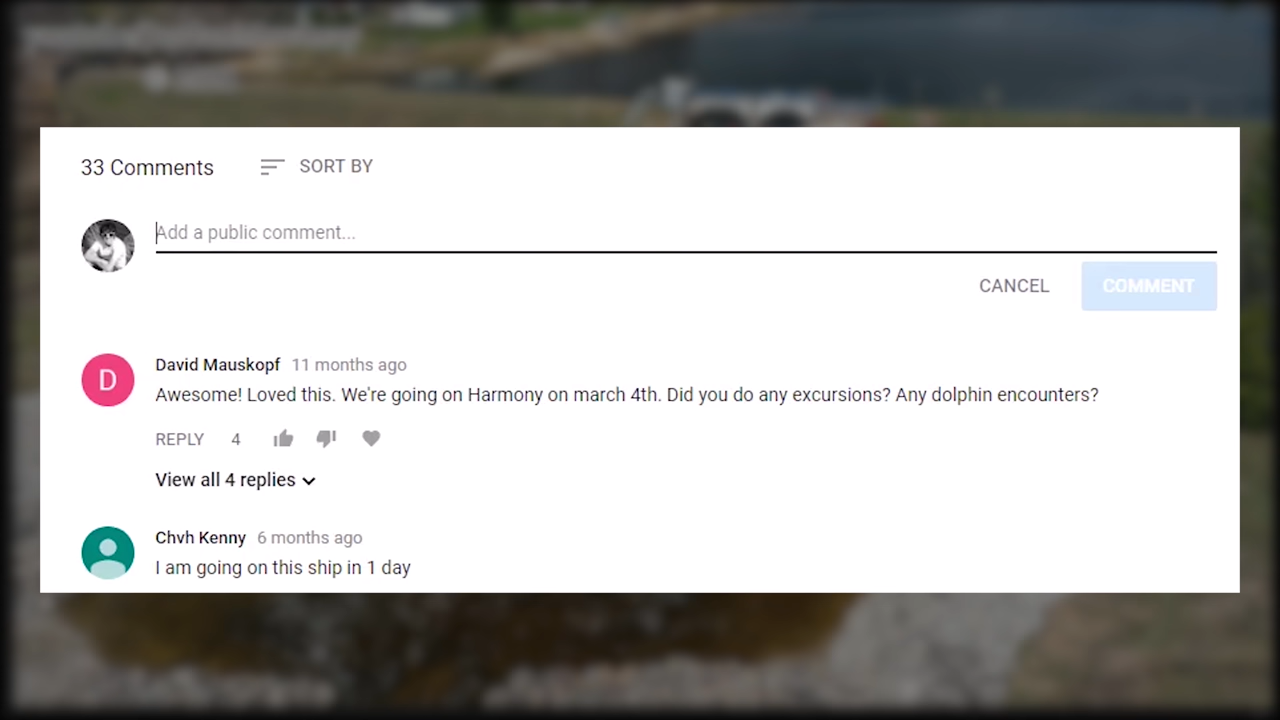 33 Comments
SORT BY
Add a public comment...
CANCEL
COMMENT
D
David Mauskopf 11 months ago
Awesome! Loved this. We're going on Harmony on march 4th. Did you do any excursions? Any dolphin encounters?
REPLY 4
View all 4 replies
Chvh Kenny 6 months ago
I am going on this ship in 1 day